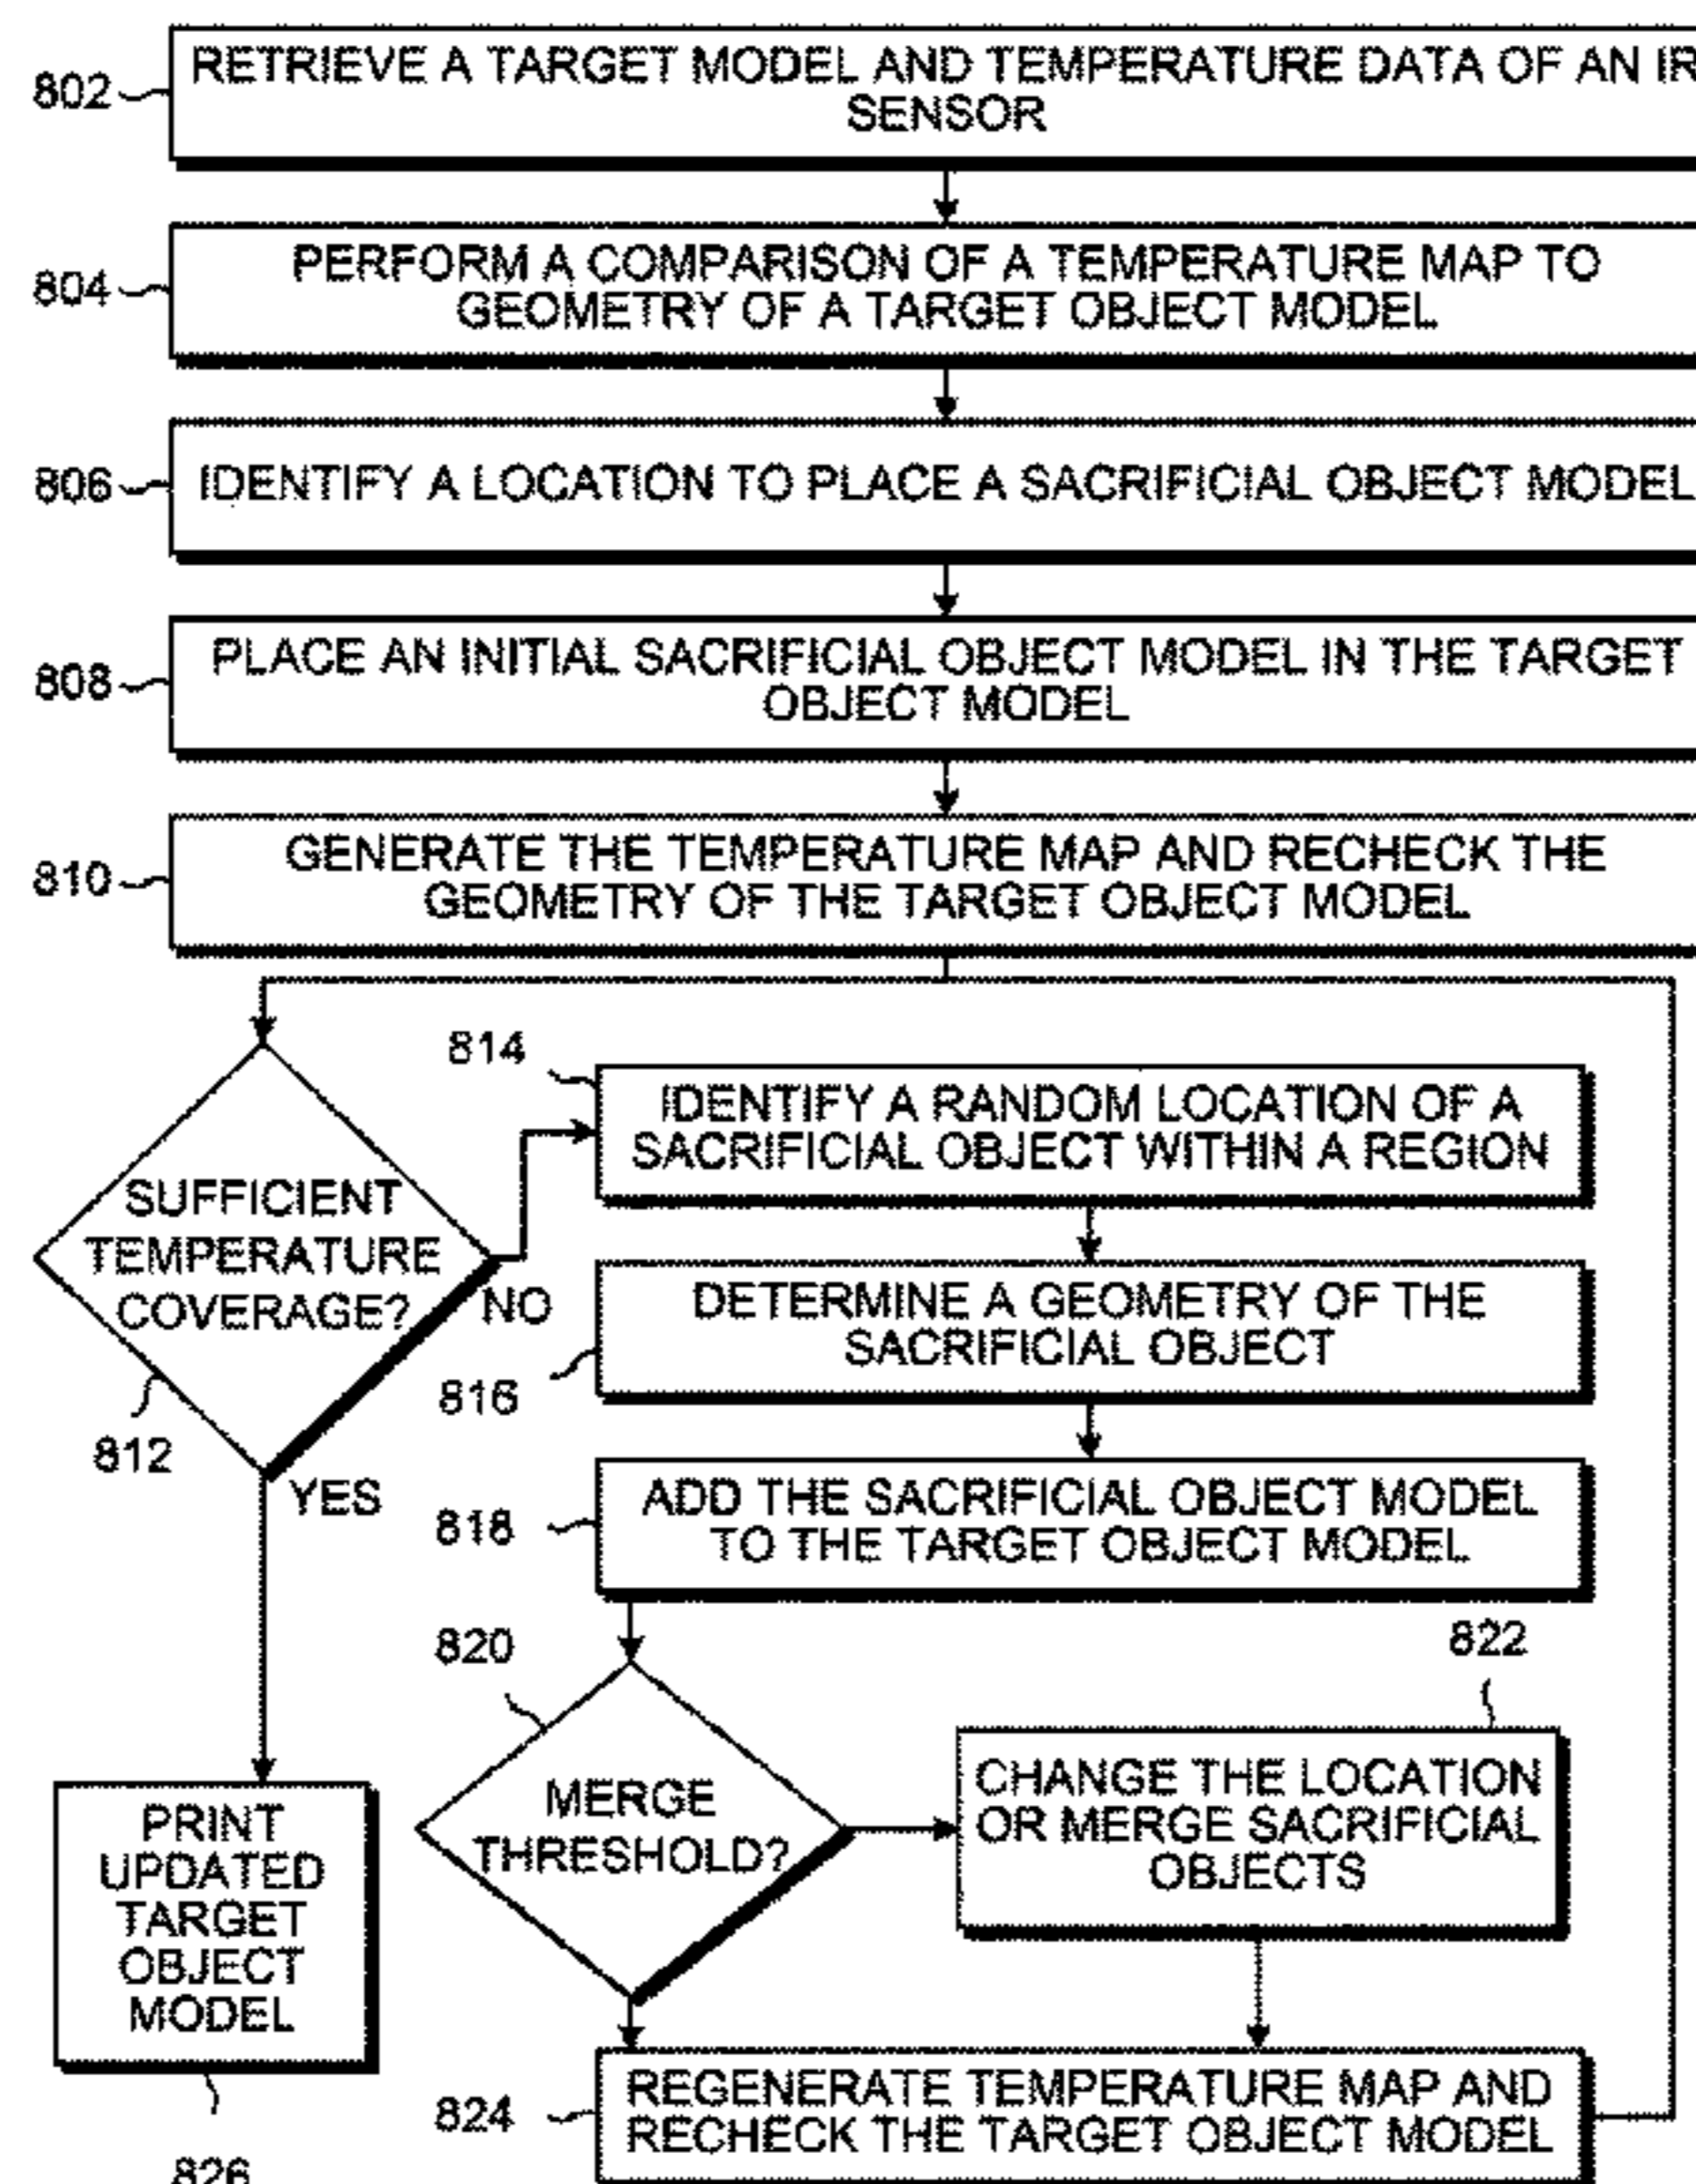 802
RETRIEVE A TARGET MODEL AND TEMPERATURE DATA OF AN IR
SENSOR
804
PERFORM A COMPARISON OF A TEMPERATURE MAP TO
GEOMETRY OF A TARGET OBJECT MODEL
806
IDENTIFY A LOCATION TO PLACE A SACRIFICIAL OBJECT MODEL
808
PLACE AN INITIAL SACRIFICIAL OBJECT MODEL IN THE TARGET
OBJECT MODEL
810
GENERATE THE TEMPERATURE MAP AND RECHECK THE
GEOMETRY OF THE TARGET OBJECT MODEL
SUFFICIENT
TEMPERATURE
COVERAGE?
812
NO
YES
814
IDENTIFY A RANDOM LOCATION OF A
SACRIFICIAL OBJECT WITHIN A REGION
816
DETERMINE A GEOMETRY OF THE
SACRIFICIAL OBJECT
818
ADD THE SACRIFICIAL OBJECT MODEL
TO THE TARGET OBJECT MODEL
820
MERGE
THRESHOLD?
822
CHANGE THE LOCATION
OR MERGE SACRIFICIAL
OBJECTS
PRINT
UPDATED
TARGET
OBJECT
MODEL
826
824
REGENERATE TEMPERATURE MAP AND
RECHECK THE TARGET OBJECT MODEL